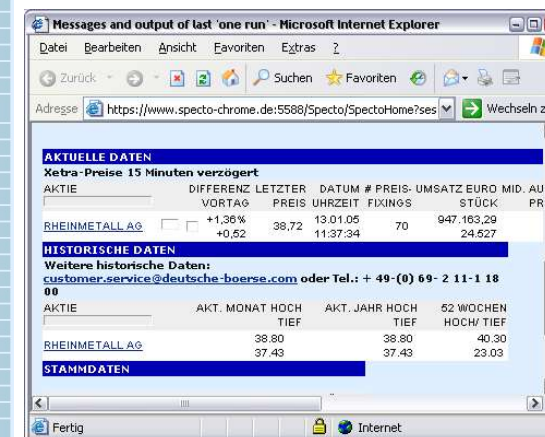 Messages and output of last 'one run' - Microsoft Internet Explorer
Datei Bearbeiten Ansicht Favoriten Extras ?
Zurück Suchen Favoriten
Adresse https://www.specto-chrome.de:5588/Specto/SpectoHome?ses Wechseln z
AKTUELLE DATEN
Xetra-Preise 15 Minuten verzögert
AKTIE DIFFERENZ LETZTER DATUM # PREIS- UMSATZ EURO MID. AU
VORTAG PREIS UHRZEIT FIXINGS STÜCK PR
RHEINMETALL AG +1,36% 38,72 13.01.05 70 947.163,29
+0,52 11:37:34 24.527
HISTORISCHE DATEN
Weitere historische Daten:
customer.service@deutsche-boerse.com oder Tel.: + 49-(0) 69- 2 11-1 18
00
AKTIE AKT. MONAT HOCH AKT. JAHR HOCH 52 WOCHEN
TIEF TIEF HOCH/ TIEF
RHEINMETALL AG 38.80 38.80 40.30
37.43 37.43 23.03
STAMMDATEN
Fertig Internet